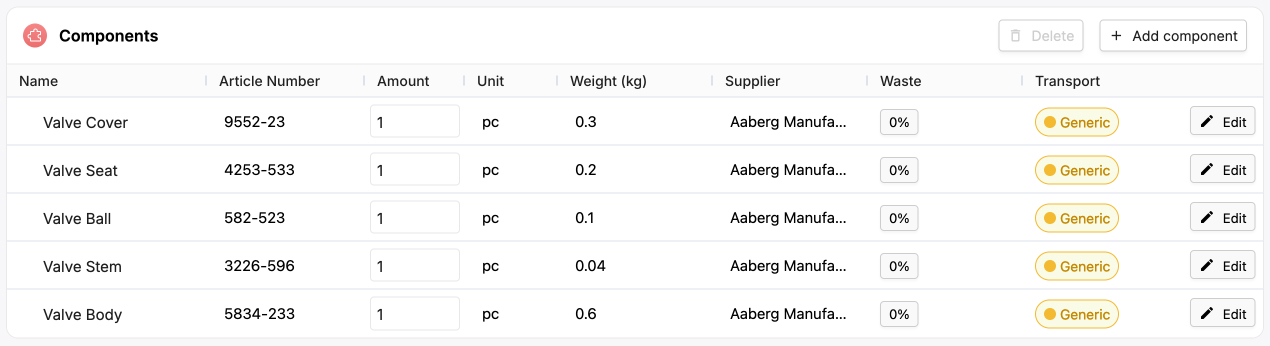 Components Delete + Add component
Name Article Number Amount Unit Weight (kg) Supplier Waste Transport
Valve Cover 9552-23 1 pc 0.3 Aaberg Manufa... 0% Generic Edit
Valve Seat 4253-533 1 pc 0.2 Aaberg Manufa... 0% Generic Edit
Valve Ball 582-523 1 pc 0.1 Aaberg Manufa... 0% Generic Edit
Valve Stem 3226-596 1 pc 0.04 Aaberg Manufa... 0% Generic Edit
Valve Body 5834-233 1 pc 0.6 Aaberg Manufa... 0% Generic Edit